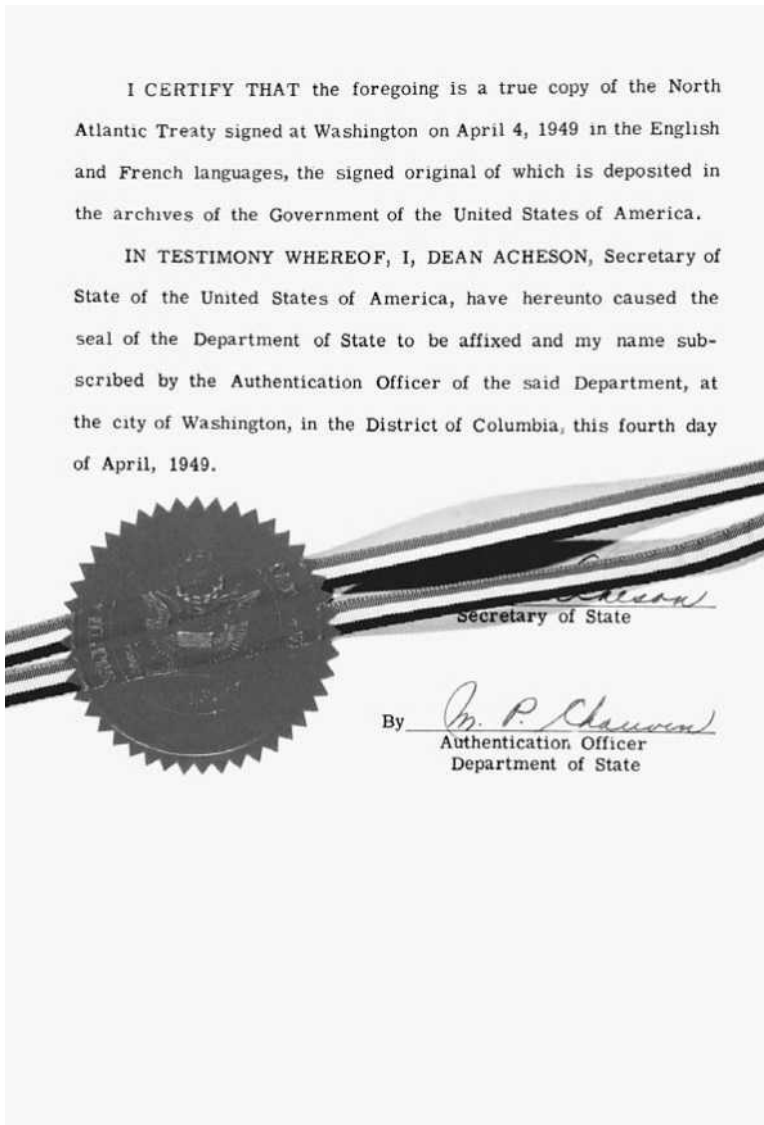 I CERTIFY THAT the foregoing is a true copy of the North
Atlantic Treaty signed at Washington on April 4, 1949 in the English
and French languages, the signed original of which is deposited in
the archives of the Government of the United States of America.
IN TESTIMONY WHEREOF, I, DEAN ACHESON, Secretary of
State of the United States of America, have hereunto caused the
seal of the Department of State to be affixed and my name sub-
scribed by the Authentication Officer of the said Department, at
the city of Washington, in the District of Columbia, this fourth day
of April, 1949.
Secretary of State
By M. P. Chauvin
Authentication Officer
Department of State